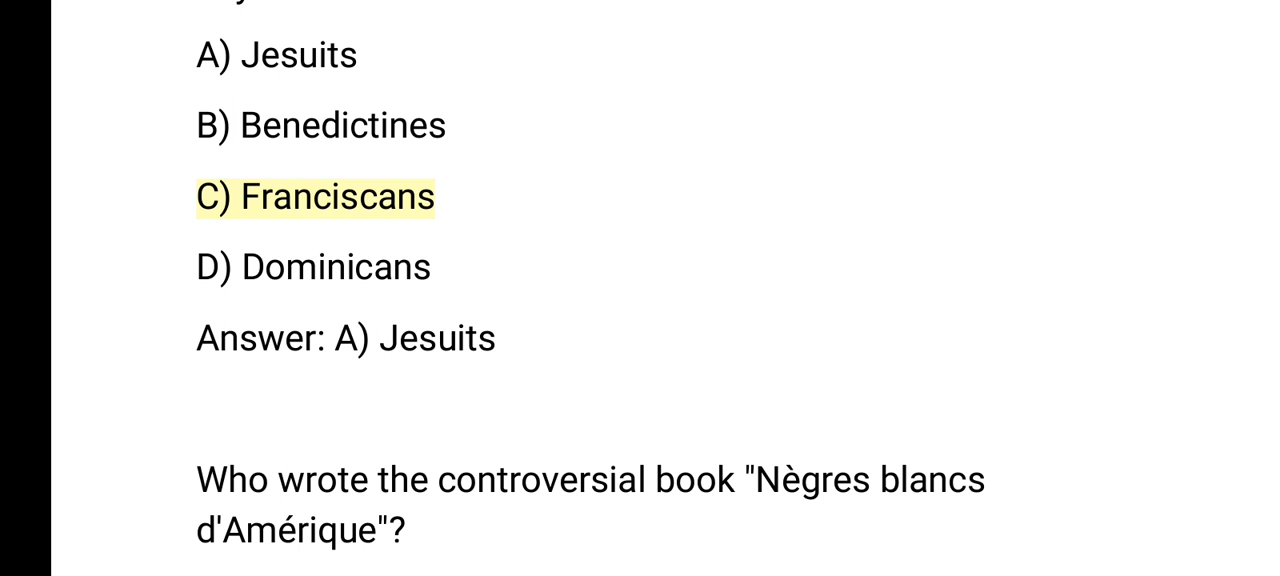 A) Jesuits
B) Benedictines
C) Franciscans
D) Dominicans
Answer: A) Jesuits
Who wrote the controversial book "Nègres blancs
d'Amérique"?